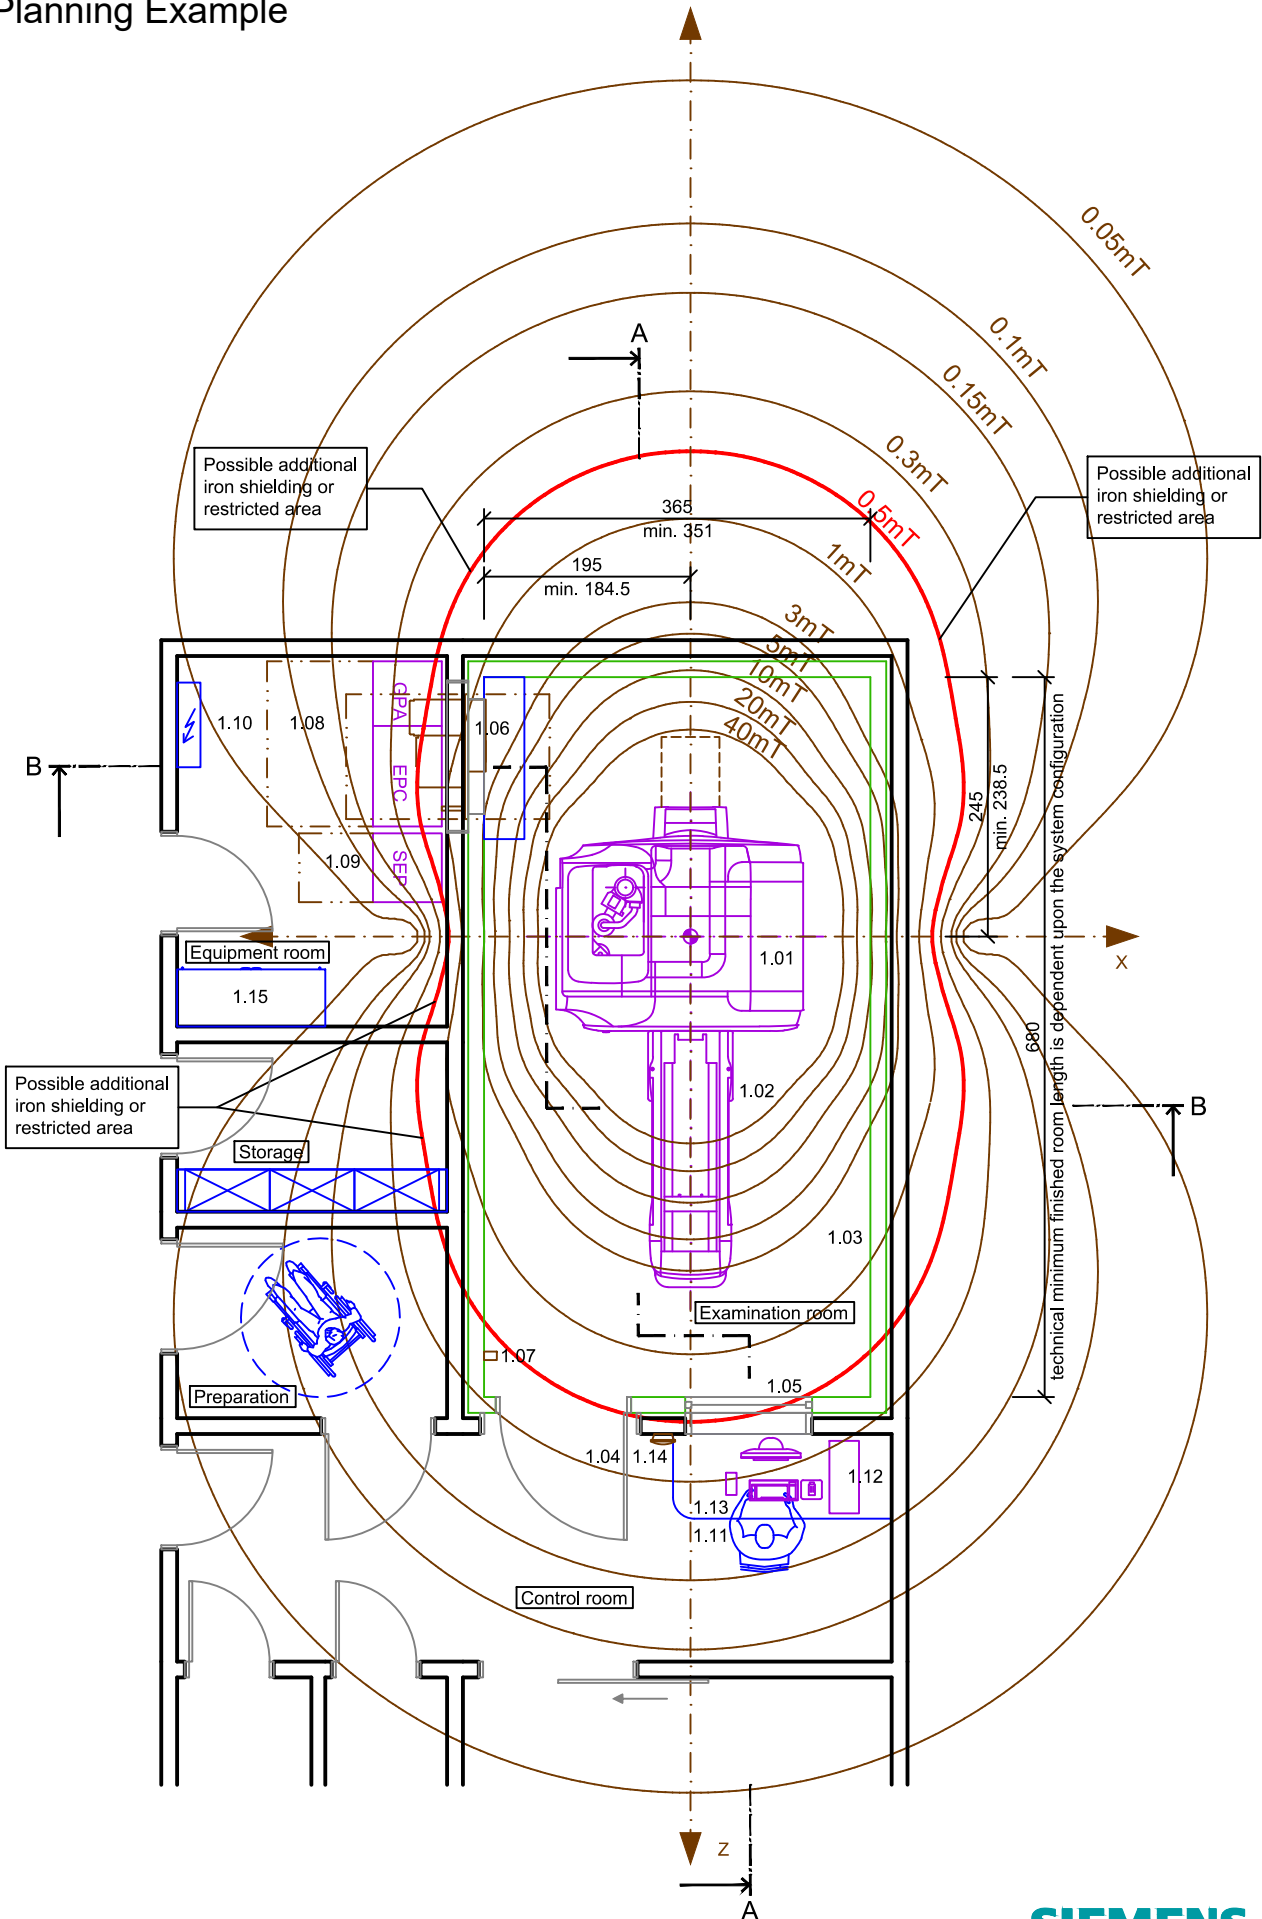 Planning Example
0.05mT
0.1mT
0.15mT
0.3mT
0.5mT
1mT
3mT
5mT
10mT
20mT
40mT
A
Possible additional
iron shielding or
restricted area
Possible additional
iron shielding or
restricted area
365
min. 351
195
min. 184.5
GPA
EPC
SEP
1.10
1.08
1.06
1.09
B
245
min. 238.5
680
technical minimum finished room length is dependent upon the system configuration
1.01
X
Equipment room
1.15
Possible additional
iron shielding or
restricted area
1.02
B
Storage
1.03
Examination room
1.07
Preparation
1.05
1.04
1.14
1.12
1.13
1.11
Control room
Z
A
SIEMENS